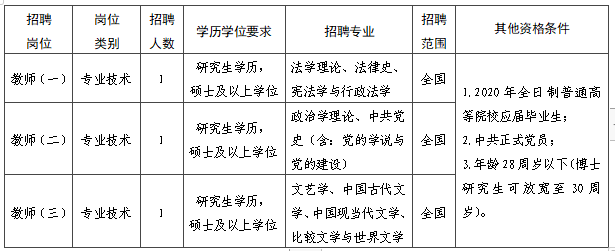 招聘 岗位 招聘 学历学位要求 招聘专业 招聘 其他资格条件
岗位 类别 人数 范围
教师（一） 专业技术 1 研究生学历， 法学理论、法律史、 全国
硕士及以上学位 宪法学与行政法学
教师（二） 专业技术 1 研究生学历， 政治学理论、中共党 全国
硕士及以上学位 史（含：党的学说与
党的建设）
教师（三） 专业技术 1 研究生学历， 文艺学、中国古代文 全国
硕士及以上学位 学、中国现当代文学、
比较文学与世界文学
1.2020 年全日制普通高
等院校应届毕业生；
2.中共正式党员；
3.年龄 28 周岁以下（博士
研究生可放宽至 30 周
岁）。